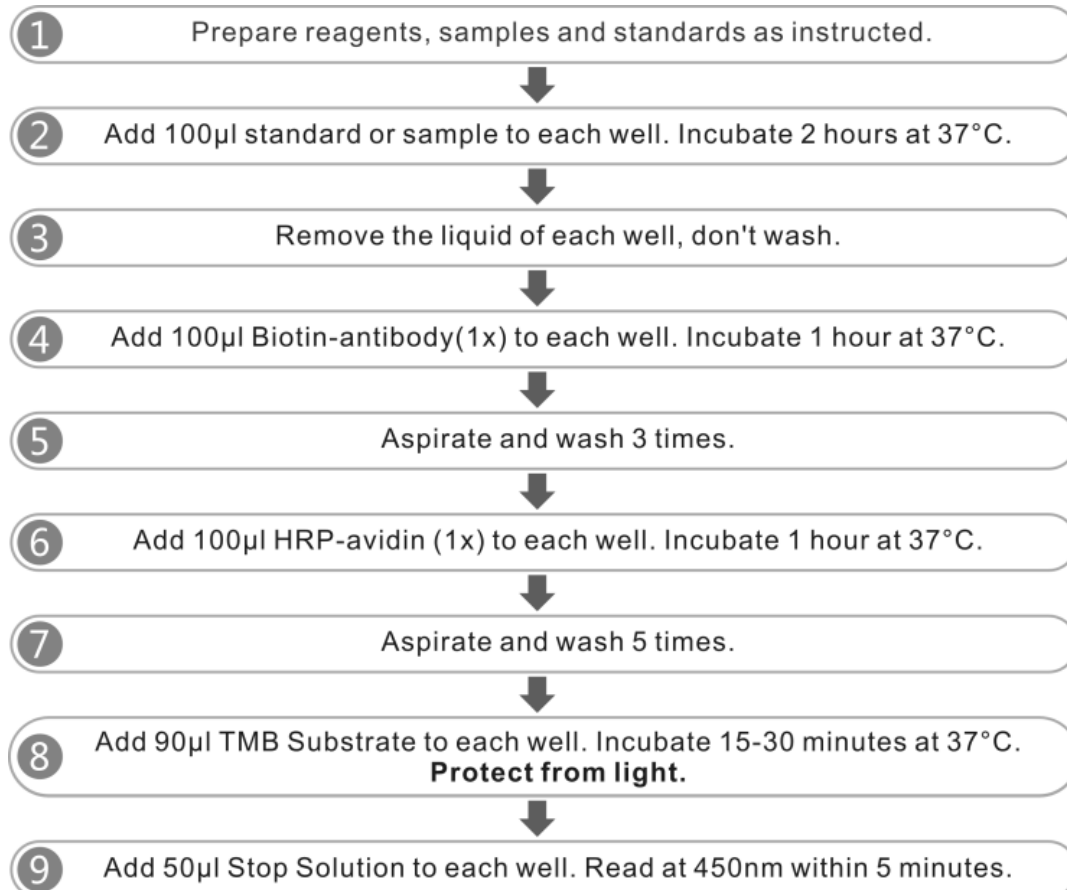 1 Prepare reagents, samples and standards as instructed.
2 Add 100μl standard or sample to each well. Incubate 2 hours at 37°C.
3 Remove the liquid of each well, don't wash.
4 Add 100μl Biotin-antibody(1x) to each well. Incubate 1 hour at 37°C.
5 Aspirate and wash 3 times.
6 Add 100μl HRP-avidin (1x) to each well. Incubate 1 hour at 37°C.
7 Aspirate and wash 5 times.
8 Add 90μl TMB Substrate to each well. Incubate 15-30 minutes at 37°C.
Protect from light.
9 Add 50μl Stop Solution to each well. Read at 450nm within 5 minutes.